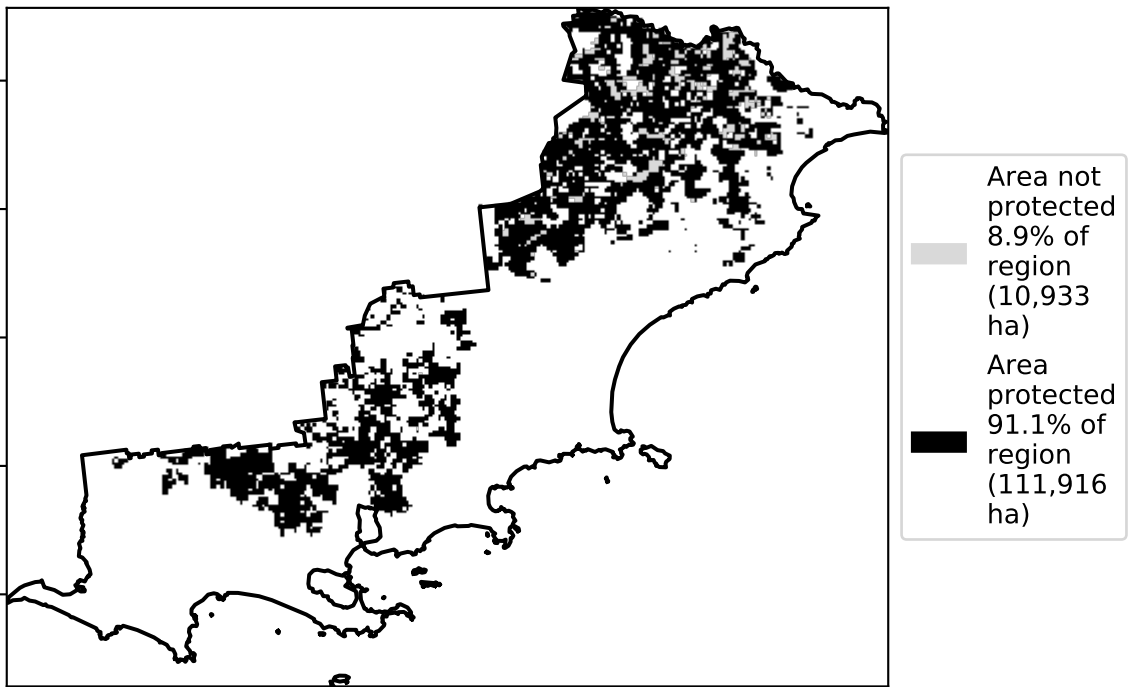 Area not
protected
8.9% of
region
(10,933
ha)
Area
protected
91.1% of
region
(111,916
ha)